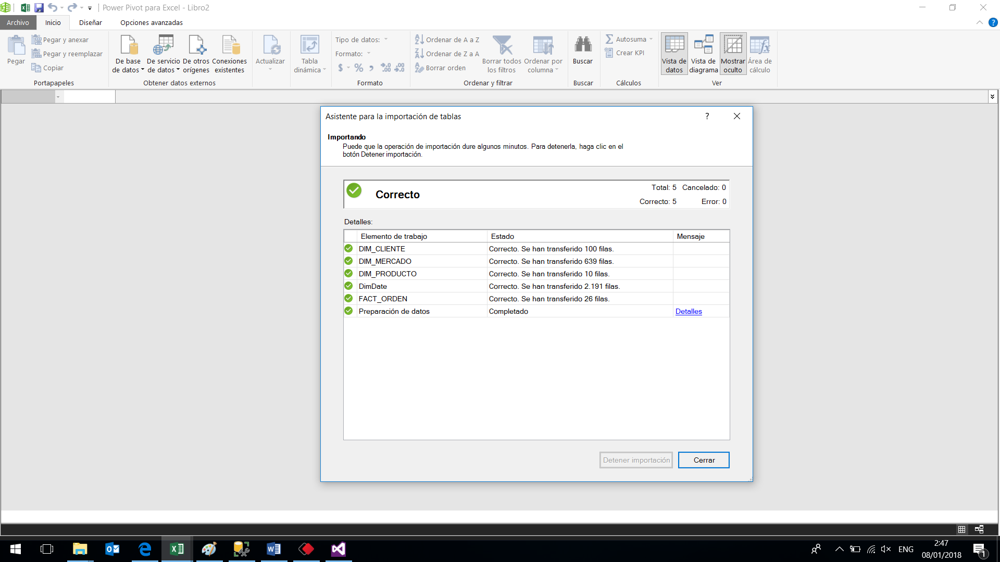 Power Pivot para Excel - Libro2
Archivo Inicio Diseñar Opciones avanzadas
Pegar
Pegar y anexar
Pegar y reemplazar
Copiar
Portapapeles
De base de datos
De servicio de datos
De otros orígenes
Conexiones existentes
Obtener datos externos
Actualizar
Tabla dinámica
Tipo de datos:
Formato:
$ % ,
Formato
Ordenar de A a Z
Ordenar de Z a A
Borrar orden
Borrar todos los filtros
Ordenar por columna
Ordenar y filtrar
Buscar
Buscar
Autosuma
Crear KPI
Cálculos
Vista de datos
Vista de diagrama
Mostrar oculto
Área de cálculo
Ver
Asistente para la importación de tablas
Importando
Puede que la operación de importación dure algunos minutos. Para detenerla, haga clic en el
botón Detener importación.
Correcto
Total: 5 Cancelado: 0
Correcto: 5 Error: 0
Detalles:
Elemento de trabajo Estado Mensaje
DIM_CLIENTE Correcto. Se han transferido 100 filas.
DIM_MERCADO Correcto. Se han transferido 639 filas.
DIM_PRODUCTO Correcto. Se han transferido 10 filas.
DimDate Correcto. Se han transferido 2.191 filas.
FACT_ORDEN Correcto. Se han transferido 26 filas.
Preparación de datos Completado Detalles
Detener importación Cerrar
ENG
2:47
08/01/2018
1